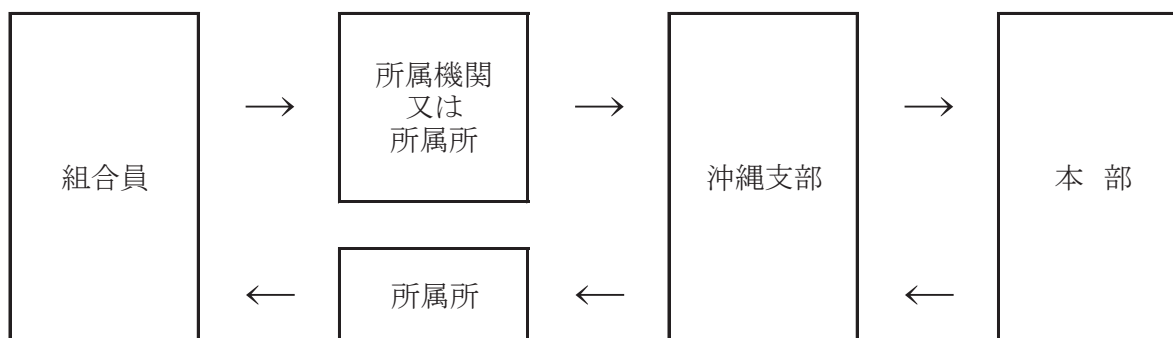 組合員
→
所属機関
又は
所属所
→
沖縄支部
→
本 部
←
所属所
←
←